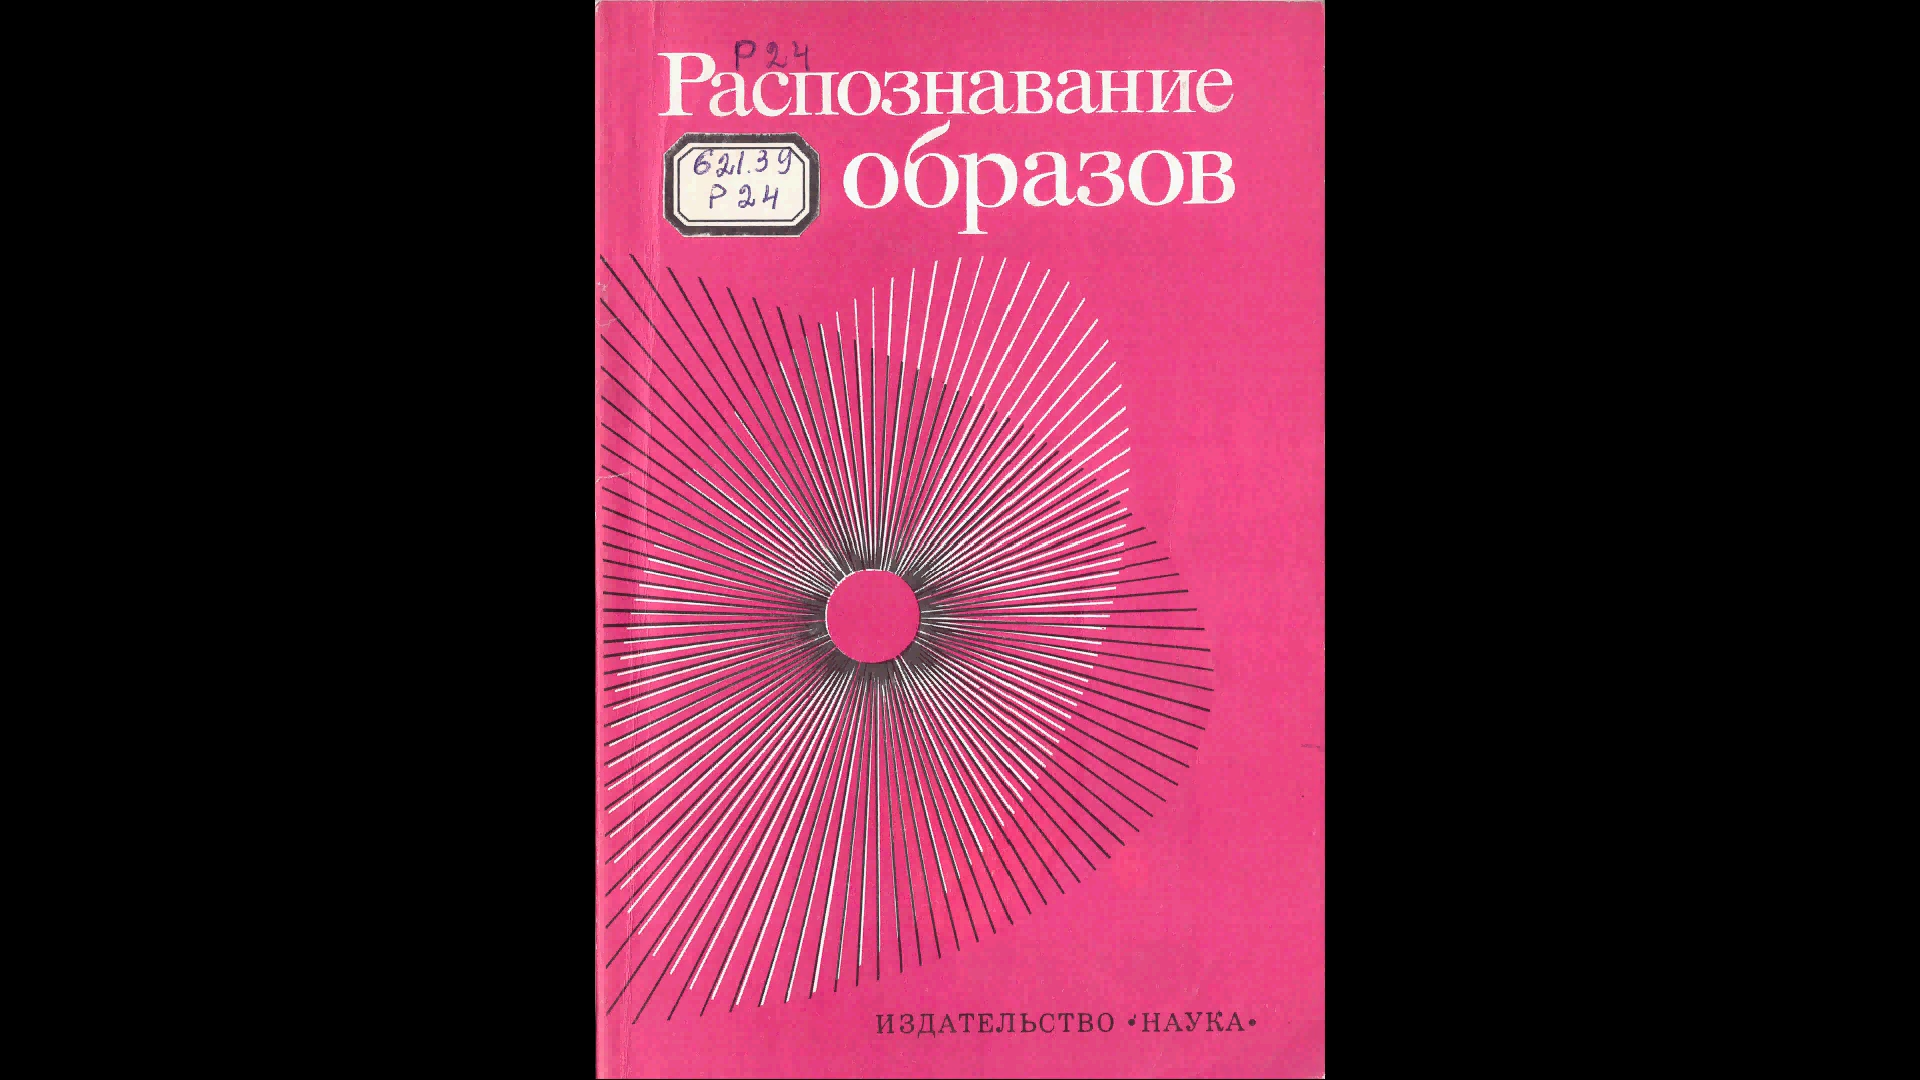 Р24
Распознавание
621.39
Р24
образов
ИЗДАТЕЛЬСТВО •НАУКА•